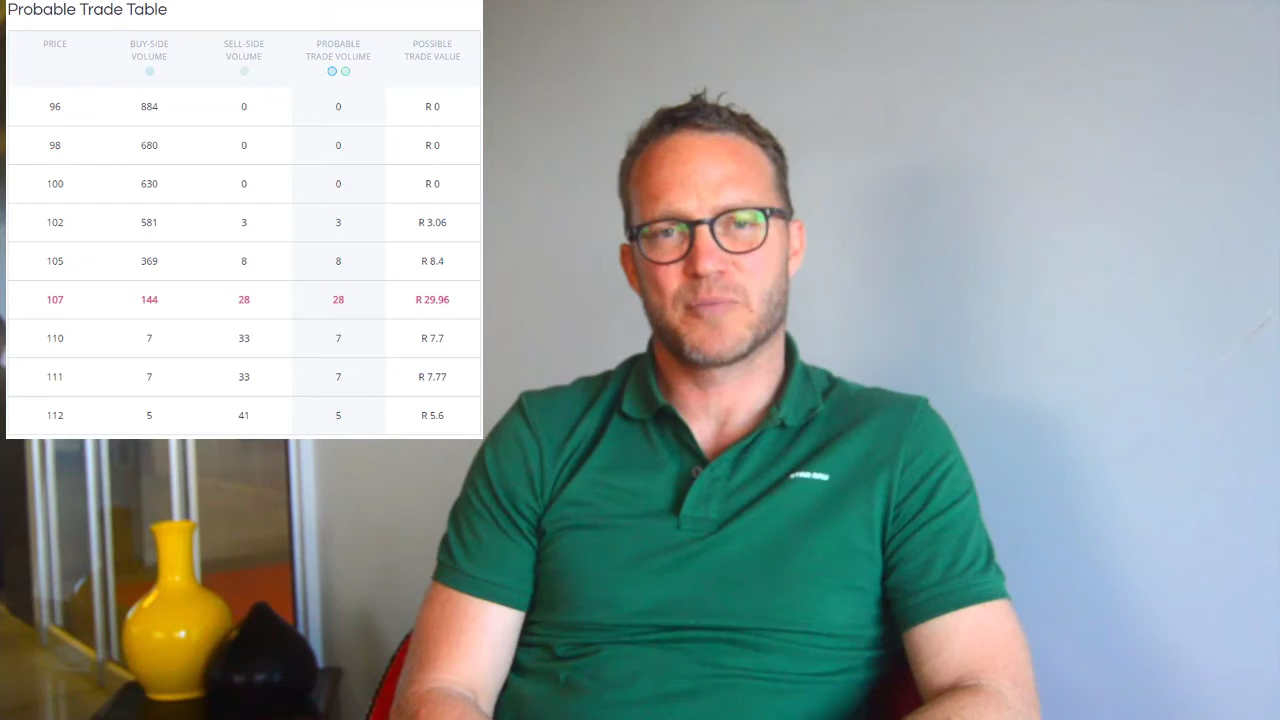 Probable Trade Table
PRICE BUY-SIDE VOLUME SELL-SIDE VOLUME PROBABLE TRADE VOLUME POSSIBLE TRADE VALUE
96 884 0 0 R 0
98 680 0 0 R 0
100 630 0 0 R 0
102 581 3 3 R 3.06
105 369 8 8 R 8.4
107 144 28 28 R 29.96
110 7 33 7 R 7.7
111 7 33 7 R 7.77
112 5 41 5 R 5.6